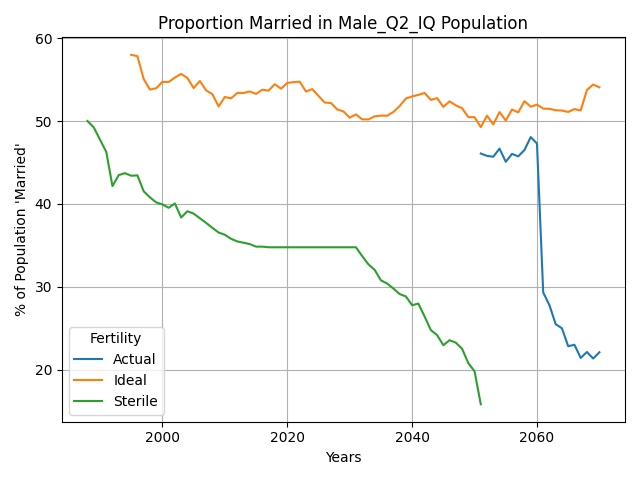 Proportion Married in Male_Q2_IQ Population
% of Population 'Married'
60
50
40
30
20
Fertility
Actual
Ideal
Sterile
2000
2020
2040
2060
Years